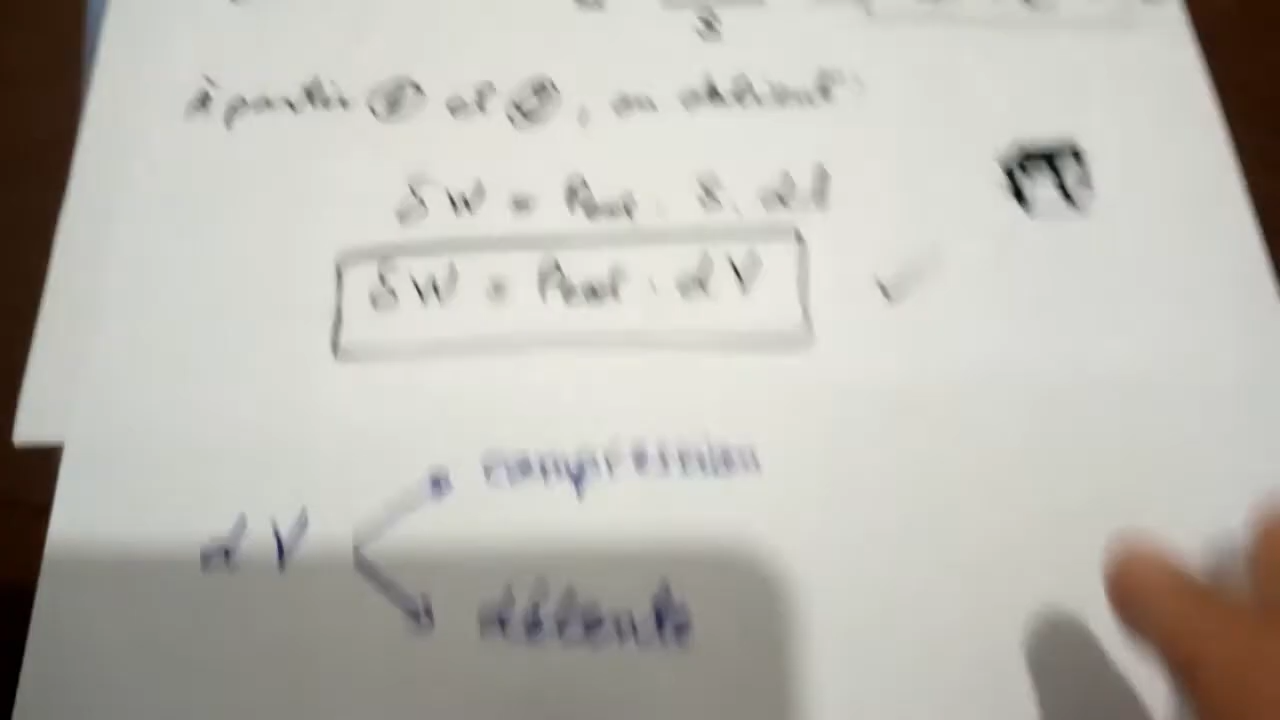 à partir ① et ②, on obtient :
δW = Pext . S. dl
δW = Pext . dV ✓
compression
dV
détente